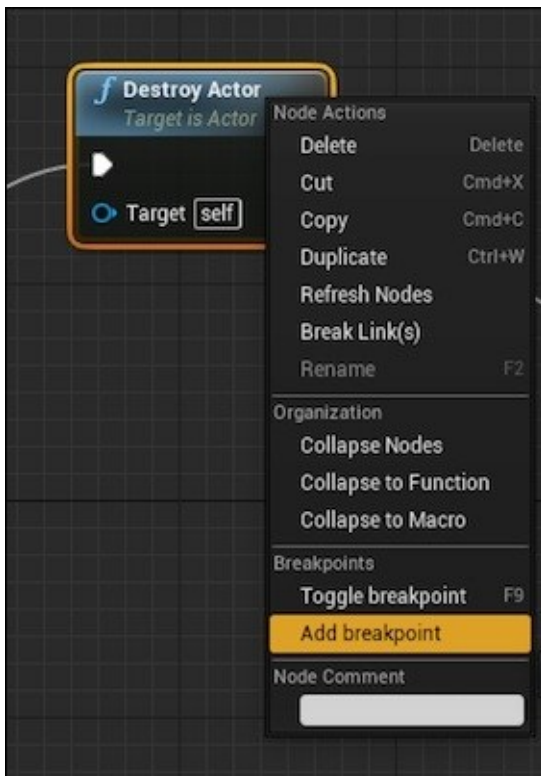 f Destroy Actor
Target is Actor
Target self
Node Actions
Delete Delete
Cut Cmd+X
Copy Cmd+C
Duplicate Ctrl+W
Refresh Nodes
Break Link(s)
Rename F2
Organization
Collapse Nodes
Collapse to Function
Collapse to Macro
Breakpoints
Toggle breakpoint F9
Add breakpoint
Node Comment